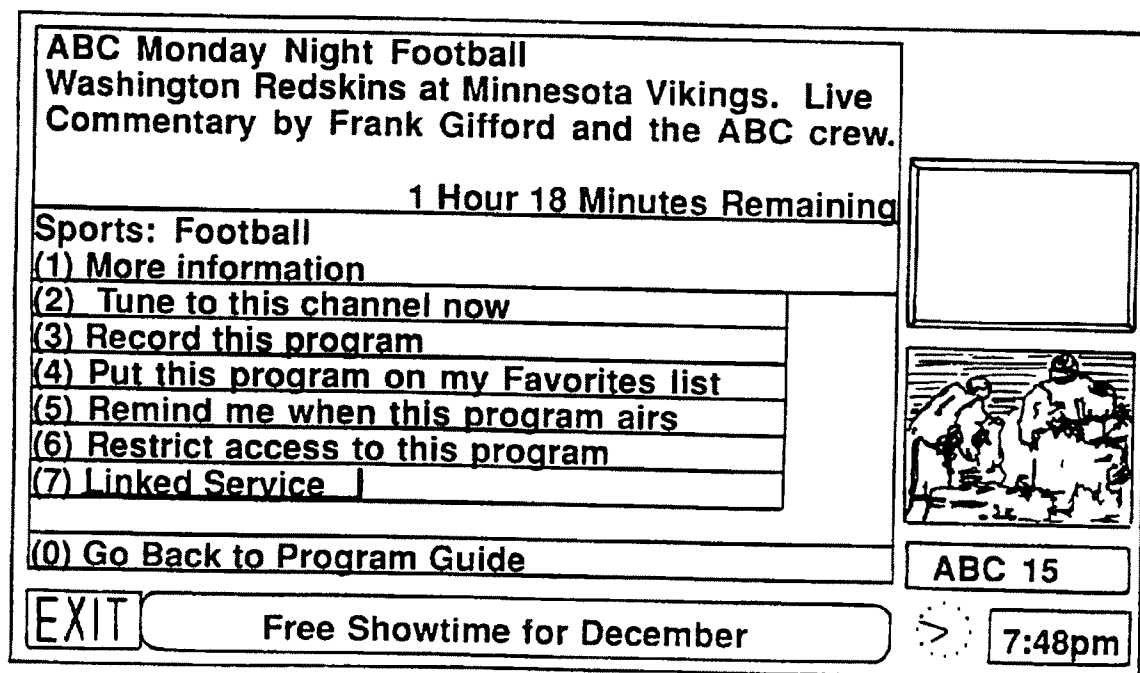 ABC Monday Night Football
Washington Redskins at Minnesota Vikings. Live
Commentary by Frank Gifford and the ABC crew.
1 Hour 18 Minutes Remaining
Sports: Football
(1) More information
(2) Tune to this channel now
(3) Record this program
(4) Put this program on my Favorites list
(5) Remind me when this program airs
(6) Restrict access to this program
(7) Linked Service
(0) Go Back to Program Guide
ABC 15
EXIT
Free Showtime for December
7:48pm